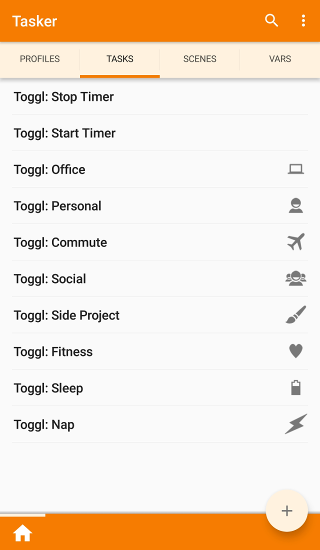 Tasker
PROFILES TASKS SCENES VARS
Toggl: Stop Timer
Toggl: Start Timer
Toggl: Office
Toggl: Personal
Toggl: Commute
Toggl: Social
Toggl: Side Project
Toggl: Fitness
Toggl: Sleep
Toggl: Nap